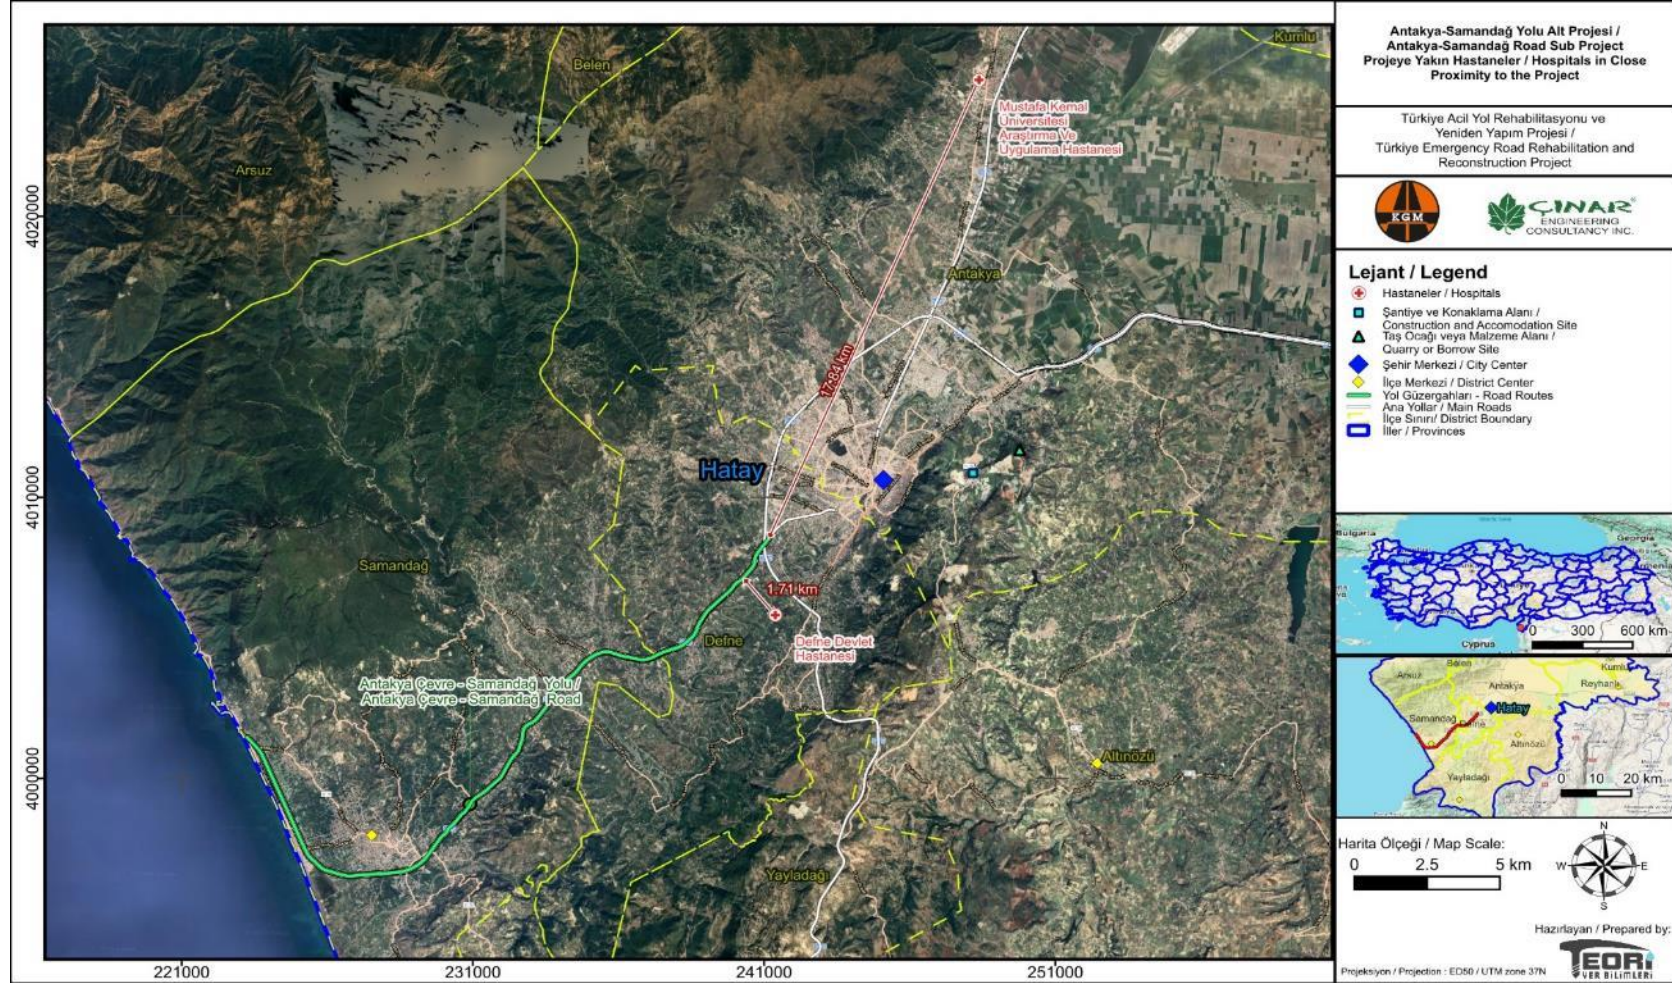 Kumlu
Belen
Arsuz
Mustafa Kemal
Üniversitesi
Araştırma Ve
Uygulama Hastanesi
Antakya
17.84 km
Hatay
Samandağ
1.71 km
Defne
Defne Devlet
Hastanesi
Antakya Çevre - Samandağ Yolu /
Antakya Çevre - Samandağ Road
Altınözü
Yayladağı
4020000
4010000
4000000
221000
231000
241000
251000
Antakya-Samandağ Yolu Alt Projesi /
Antakya-Samandağ Road Sub Project
Projeye Yakın Hastaneler / Hospitals in Close
Proximity to the Project
Türkiye Acil Yol Rehabilitasyonu ve
Yeniden Yapım Projesi /
Türkiye Emergency Road Rehabilitation and
Reconstruction Project
KGM
ÇINAR
ENGINEERING
CONSULTANCY INC.
Lejant / Legend
Hastaneler / Hospitals
Şantiye ve Konaklama Alanı /
Construction and Accomodation Site
Taş Ocağı veya Malzeme Alanı /
Quarry or Borrow Site
Şehir Merkezi / City Center
İlçe Merkezi / District Center
Yol Güzergahları - Road Routes
Ana Yollar / Main Roads
İlçe Sınırı/ District Boundary
İller / Provinces
Bulgaria
Georgia
Cyprus
0 300 600 km
Belen
Kumlu
Arsuz
Antakya
Reyhanlı
Hatay
Samandağ
Defne
Altınözü
Yayladağı
0 10 20 km
Harita Ölçeği / Map Scale:
0 2.5 5 km
N
W
E
S
Hazırlayan / Prepared by:
TEORİ
YER BİLİMLERİ
Projeksiyon / Projection : ED50 / UTM zone 37N